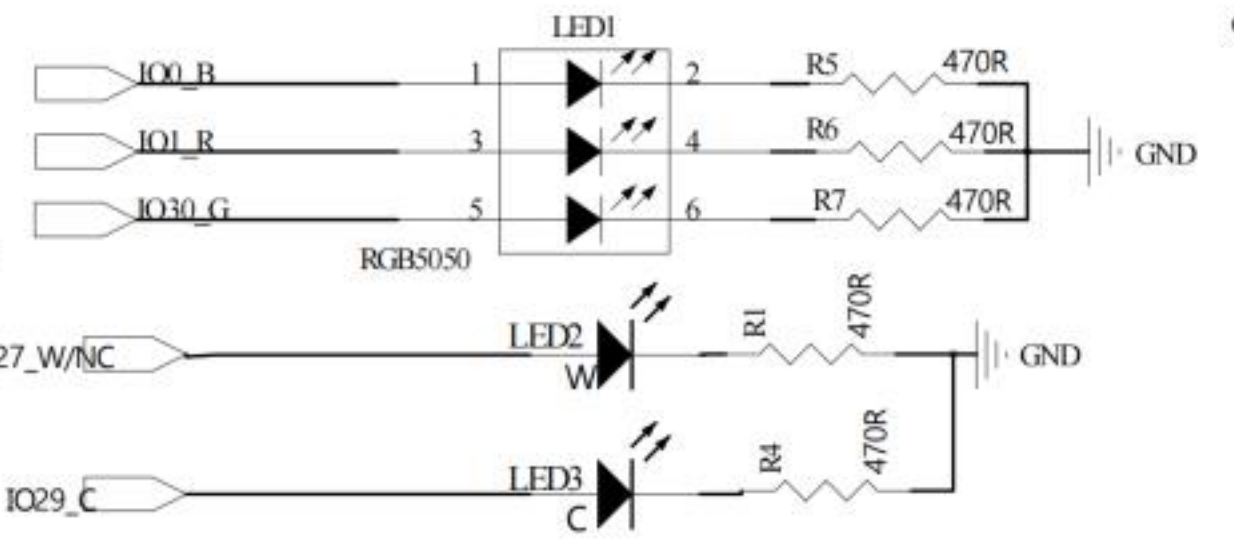 LED1
IO0_B 1 2 R5 470R
IO1_R 3 4 R6 470R
GND
IO30_G 5 6 R7 470R
RGB5050
27_W/NC LED2 W R1 470R
GND
IO29_C LED3 C R4 470R